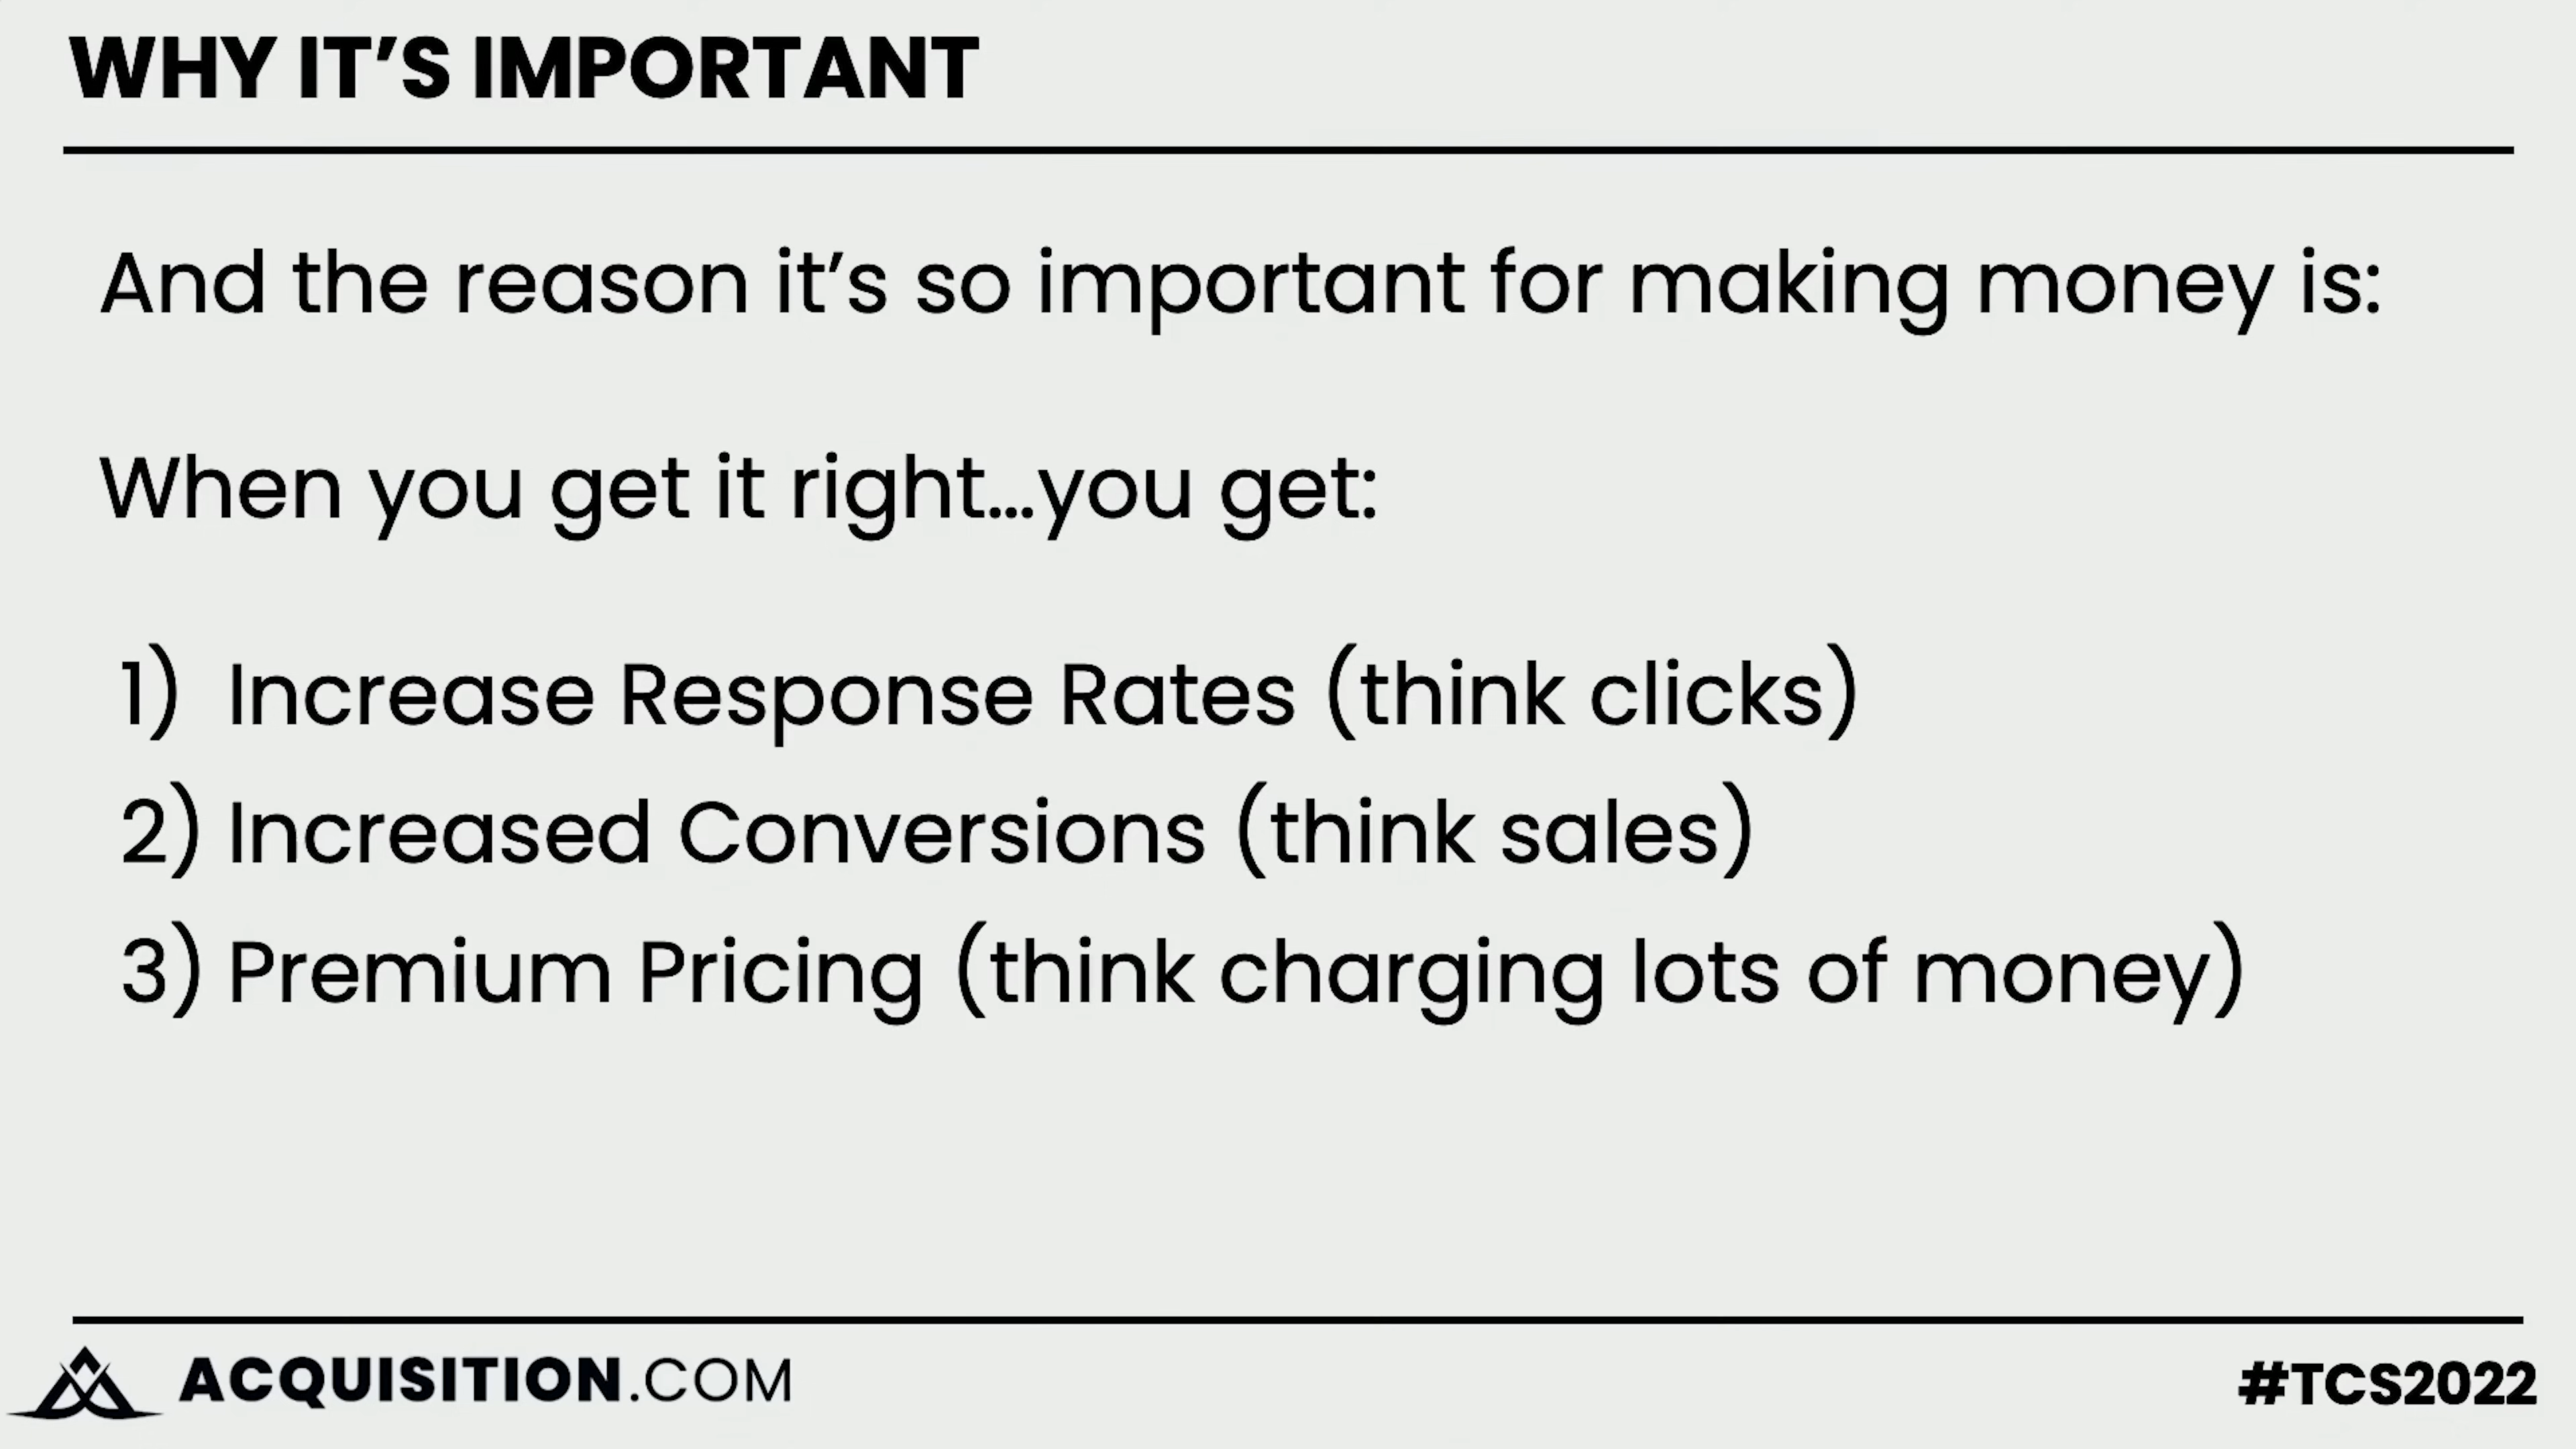 WHY IT’S IMPORTANT
And the reason it’s so important for making money is:
When you get it right…you get:
1) Increase Response Rates (think clicks)
2) Increased Conversions (think sales)
3) Premium Pricing (think charging lots of money)
ACQUISITION.COM
#TCS2022